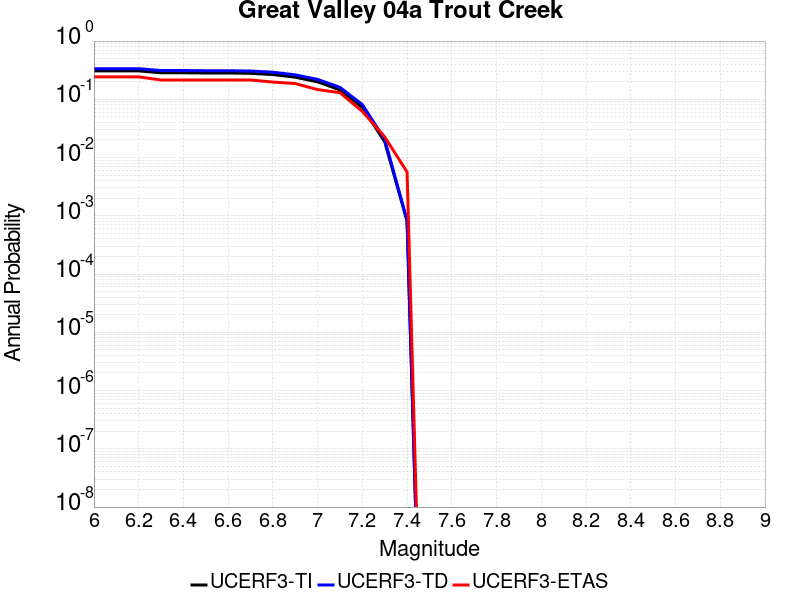 Great Valley 04a Trout Creek
10^0
10^-1
10^-2
10^-3
10^-4
10^-5
10^-6
10^-7
10^-8
Annual Probability
6 6.2 6.4 6.6 6.8 7 7.2 7.4 7.6 7.8 8 8.2 8.4 8.6 8.8 9
Magnitude
UCERF3-TI UCERF3-TD UCERF3-ETAS